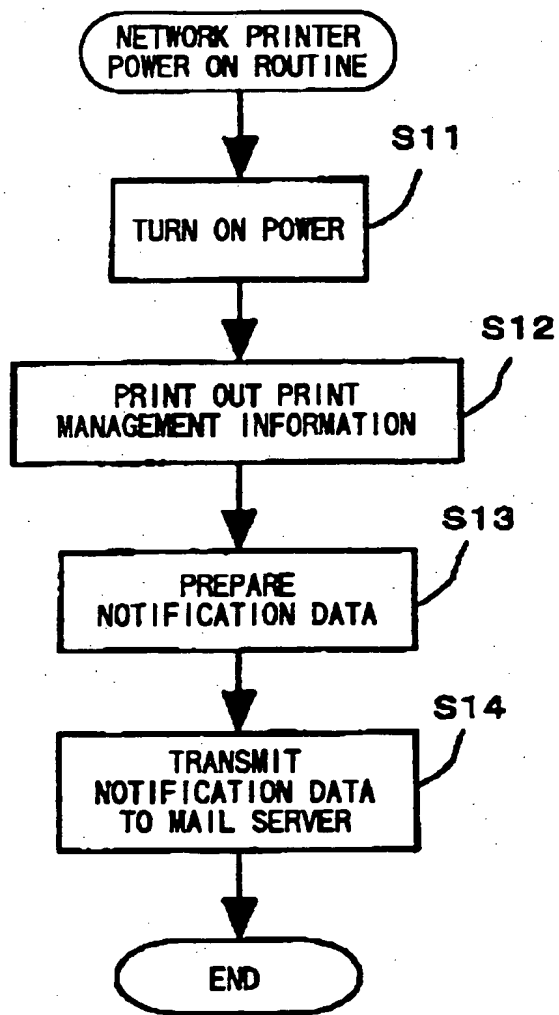 NETWORK PRINTER
POWER ON ROUTINE
S11
TURN ON POWER
S12
PRINT OUT PRINT
MANAGEMENT INFORMATION
S13
PREPARE
NOTIFICATION DATA
S14
TRANSMIT
NOTIFICATION DATA
TO MAIL SERVER
END